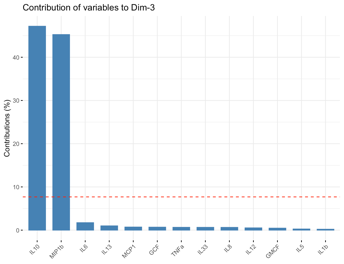 Contribution of variables to Dim-3
Contributions (%)
40
30
20
10
0
IL10
MIP1b
IL6
IL13
MCP1
GCF
TNFa
IL33
IL8
IL12
GMCF
IL5
IL1b